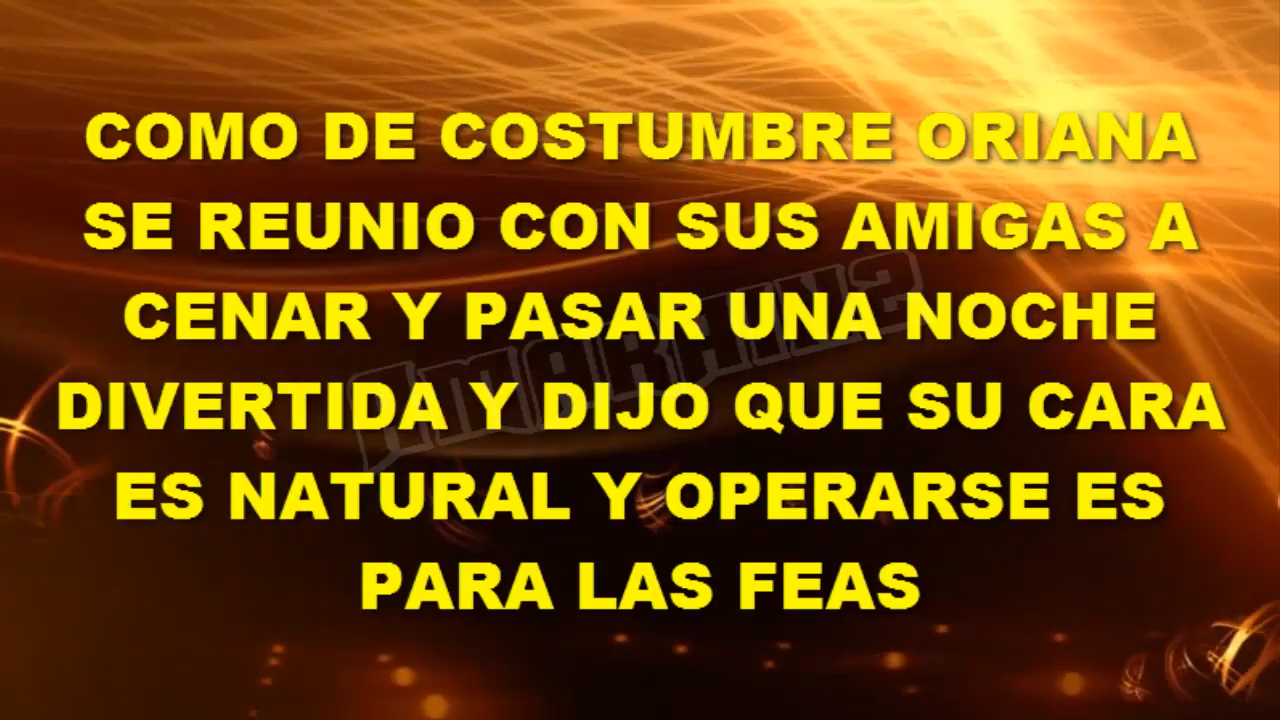 COMO DE COSTUMBRE ORIANA
SE REUNIO CON SUS AMIGAS A
CENAR Y PASAR UNA NOCHE
DIVERTIDA Y DIJO QUE SU CARA
ES NATURAL Y OPERARSE ES
PARA LAS FEAS